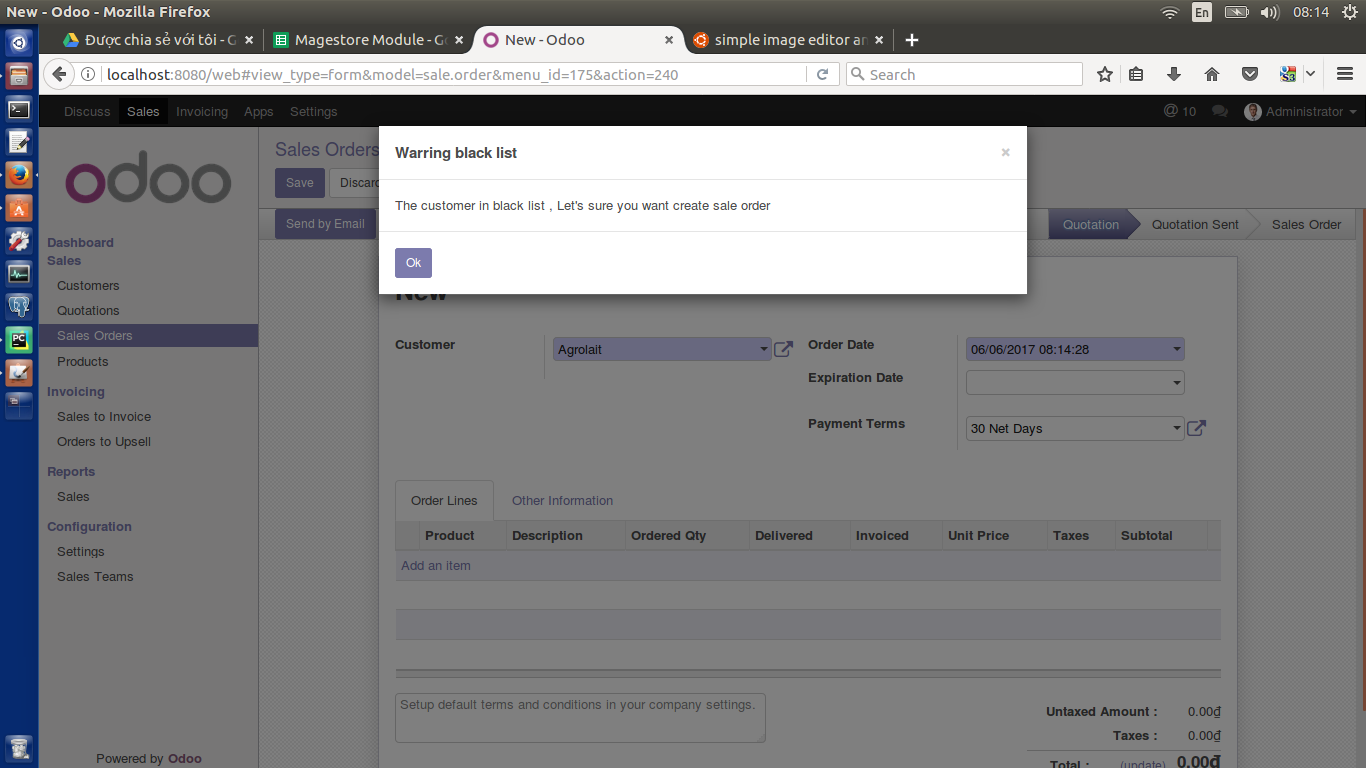 New - Odoo - Mozilla Firefox
En
08:14
Được chia sẻ với tôi - G
Magestore Module - Go
New - Odoo
simple image editor an
localhost:8080/web#view_type=form&model=sale.order&menu_id=175&action=240
Search
Discuss Sales Invoicing Apps Settings
@ 10
Administrator
odoo
Warring black list
×
The customer in black list , Let's sure you want create sale order
Ok
Sales Orders
Save
Send by Email
Quotation
Quotation Sent
Sales Order
Dashboard
Sales
Customers
Quotations
Sales Orders
Products
Invoicing
Sales to Invoice
Orders to Upsell
Reports
Sales
Configuration
Settings
Sales Teams
Powered by Odoo
New
Customer
Agrolait
Order Date
06/06/2017 08:14:28
Expiration Date
Payment Terms
30 Net Days
Order Lines
Other Information
Product Description Ordered Qty Delivered Invoiced Unit Price Taxes Subtotal
Add an item
Setup default terms and conditions in your company settings.
Untaxed Amount : 0.00₫
Taxes : 0.00₫
Total : (update) 0.00₫